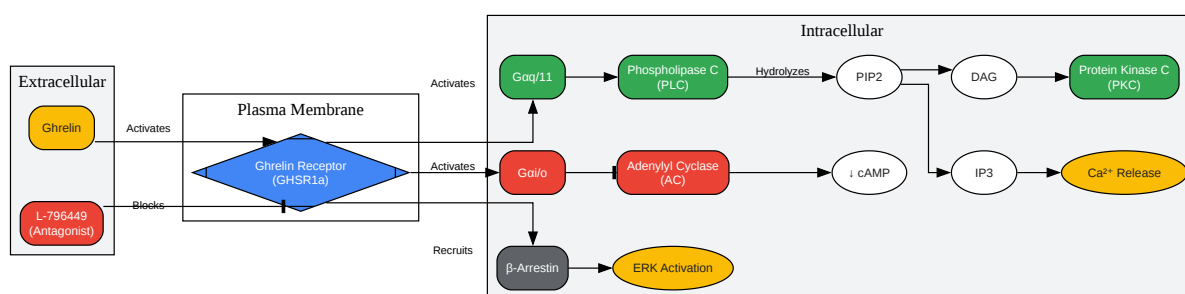 Extracellular
Ghrelin
L-796449
(Antagonist)
Activates
Blocks
Plasma Membrane
Ghrelin Receptor
(GHSR1a)
Activates
Activates
Recruits
Intracellular
Gαq/11
Phospholipase C
(PLC)
Hydrolyzes
PIP2
DAG
Protein Kinase C
(PKC)
Gαi/o
Adenylyl Cyclase
(AC)
↓ cAMP
IP3
Ca²⁺ Release
β-Arrestin
ERK Activation